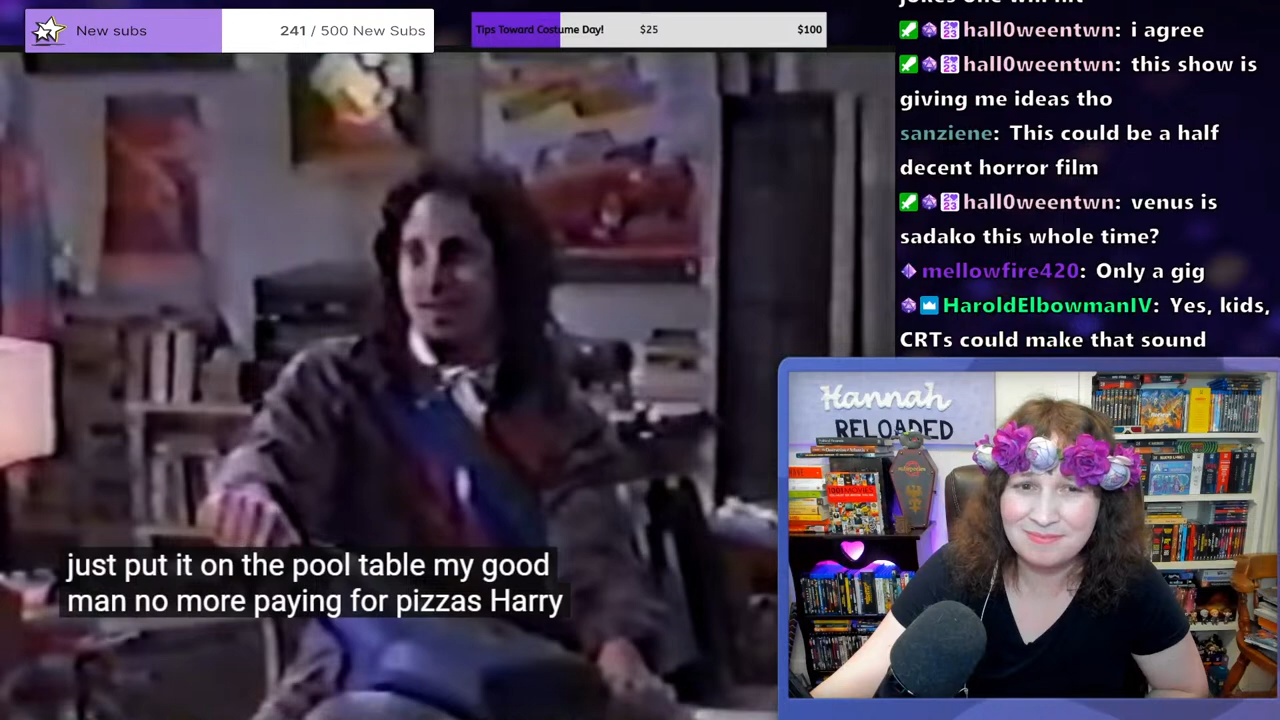 New subs
241 / 500 New Subs
Tips Toward Costume Day!
$25
$100
hall0weentwn: i agree
hall0weentwn: this show is
giving me ideas tho
sanziene: This could be a half
decent horror film
hall0weentwn: venus is
sadako this whole time?
mellowfire420: Only a gig
HaroldElbowmanIV: Yes, kids,
CRTs could make that sound
just put it on the pool table my good
man no more paying for pizzas Harry
Hannah
RELOADED